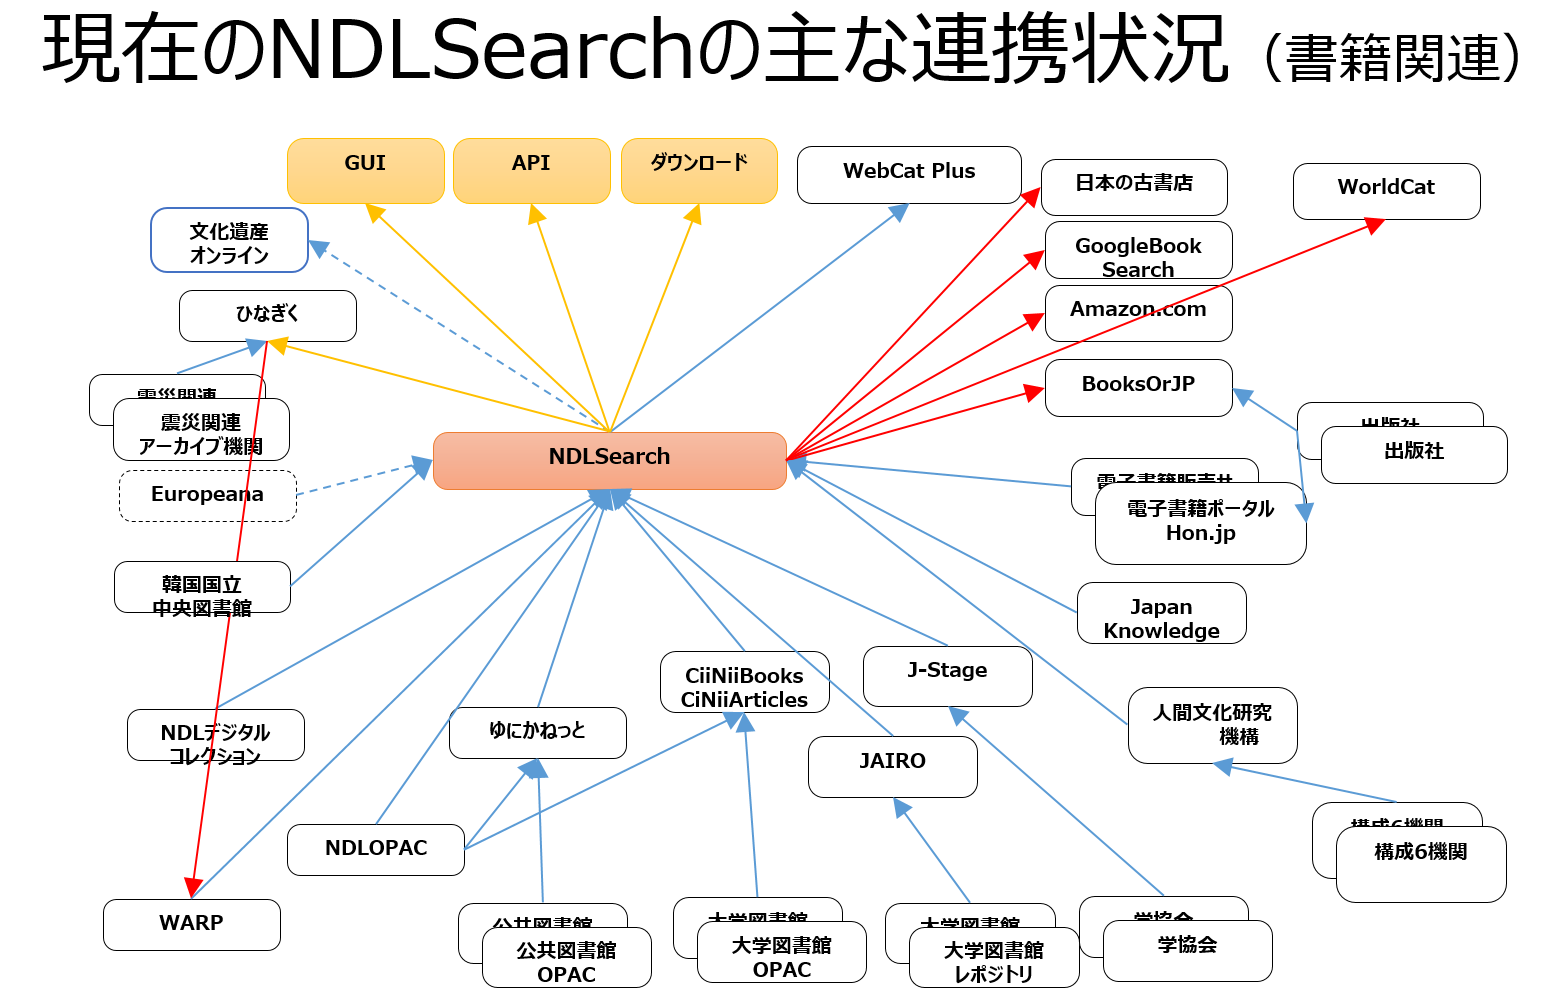 現在のNDLSearchの主な連携状況（書籍関連）
GUI
API
ダウンロード
WebCat Plus
日本の古書店
WorldCat
文化遺産
オンライン
GoogleBook
Search
ひなぎく
Amazon.com
震災関連
震災関連
アーカイブ機関
BooksOrJP
出版社
出版社
NDLSearch
Europeana
電子書籍販売サ
電子書籍ポータル
Hon.jp
韓国国立
中央図書館
Japan
Knowledge
CiiNiiBooks
CiNiiArticles
J-Stage
NDLデジタル
コレクション
ゆにかねっと
人間文化研究
機構
JAIRO
NDLOPAC
構成6機関
構成6機関
WARP
公共図書館
公共図書館
OPAC
大学図書館
大学図書館
OPAC
大学図書館
大学図書館
レポジトリ
学協会
学協会